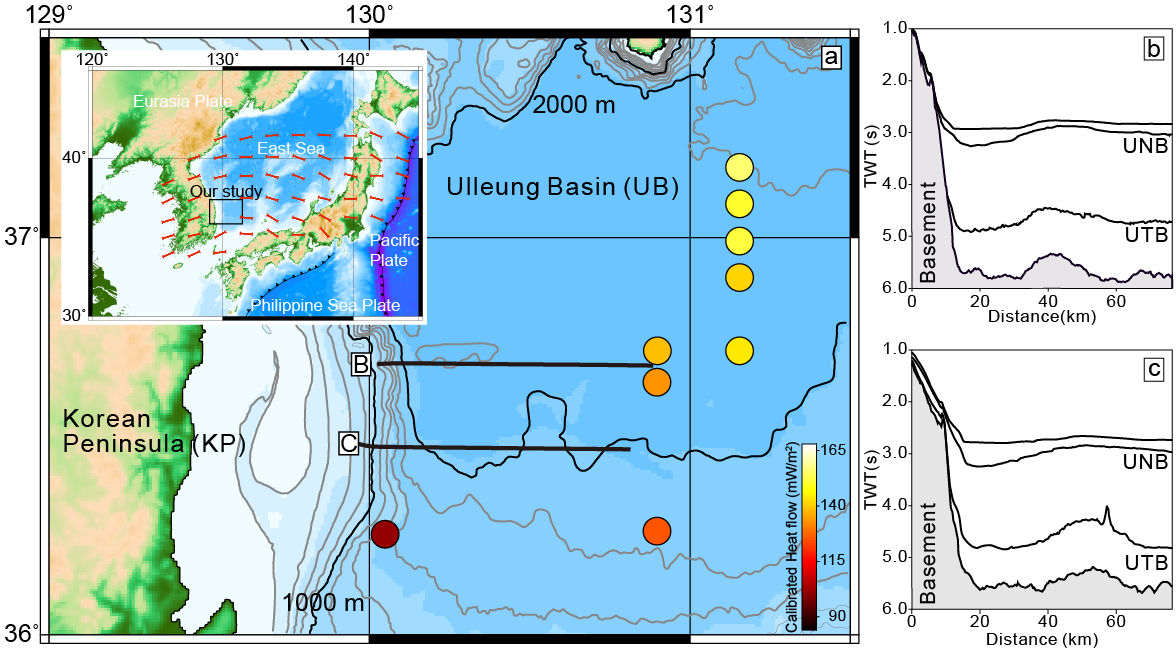 129°
130°
131°
a
120°
130°
140°
Eurasia Plate
East Sea
40°
Our study
Pacific
Plate
Philippine Sea Plate
30°
2000 m
Ulleung Basin (UB)
37°
B
Korean
Peninsula (KP)
C
1000 m
36°
Calibrated Heat flow (mW/m²)
165
140
115
90
b
1.0
2.0
3.0
4.0
5.0
6.0
TWT (s)
UNB
UTB
Basement
0
20
40
60
Distance(km)
c
1.0
2.0
3.0
4.0
5.0
6.0
TWT(s)
UNB
UTB
Basement
0
20
40
60
Distance (km)